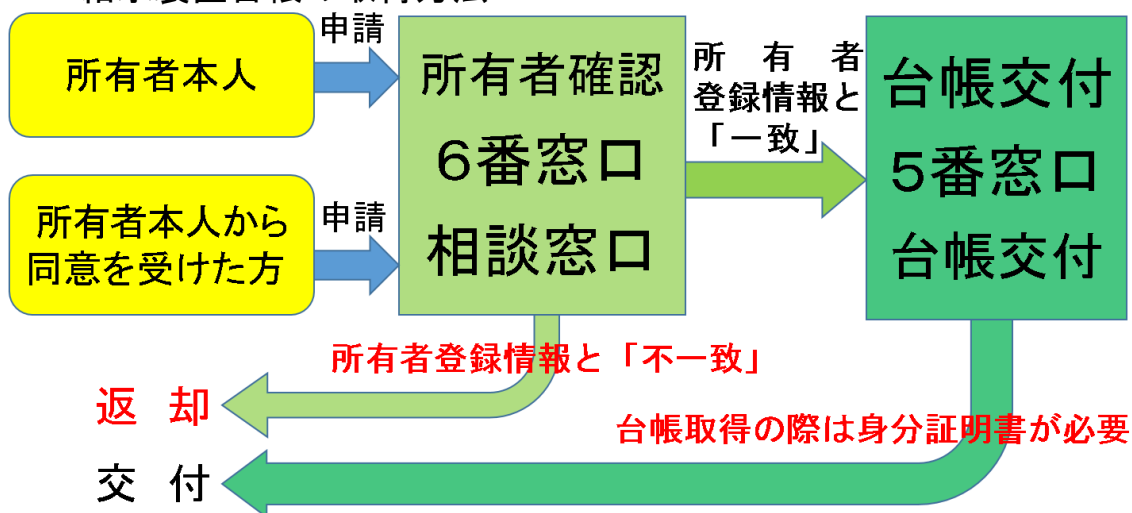 所有者本人
申請
所有者確認
6番窓口
相談窓口
所有者
登録情報と
「一致」
台帳交付
5番窓口
台帳交付
所有者本人から
同意を受けた方
申請
所有者登録情報と「不一致」
返却
台帳取得の際は身分証明書が必要
交付